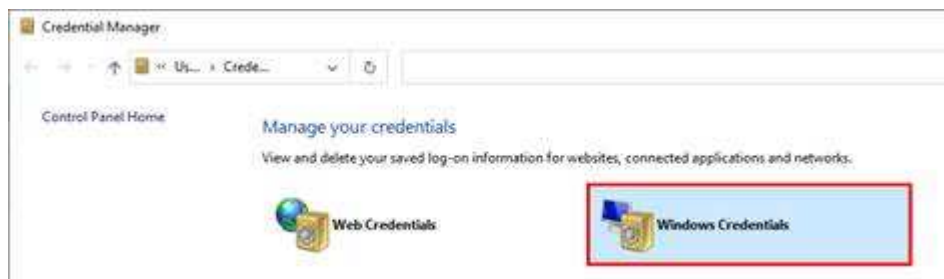 Credential Manager
« Us... › Crede...
Control Panel Home
Manage your credentials
View and delete your saved log-on information for websites, connected applications and networks.
Web Credentials
Windows Credentials